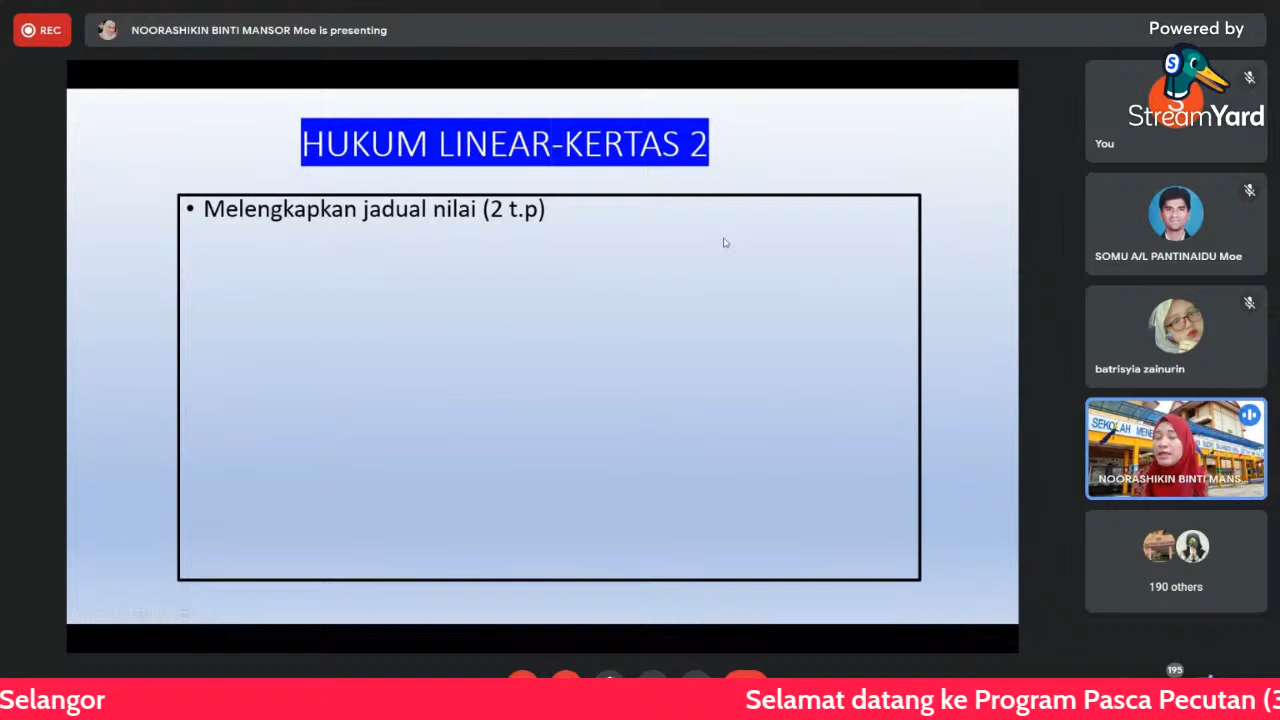 REC
NOORASHIKIN BINTI MANSOR Moe is presenting
Powered by
StreamYard
You
HUKUM LINEAR-KERTAS 2
• Melengkapkan jadual nilai (2 t.p)
SOMU A/L PANTINAIDU Moe
batrisyia zainurin
SEKOLAH MENE
NOORASHIKIN BINTI MANS...
190 others
195
Selangor
Selamat datang ke Program Pasca Pecutan (3